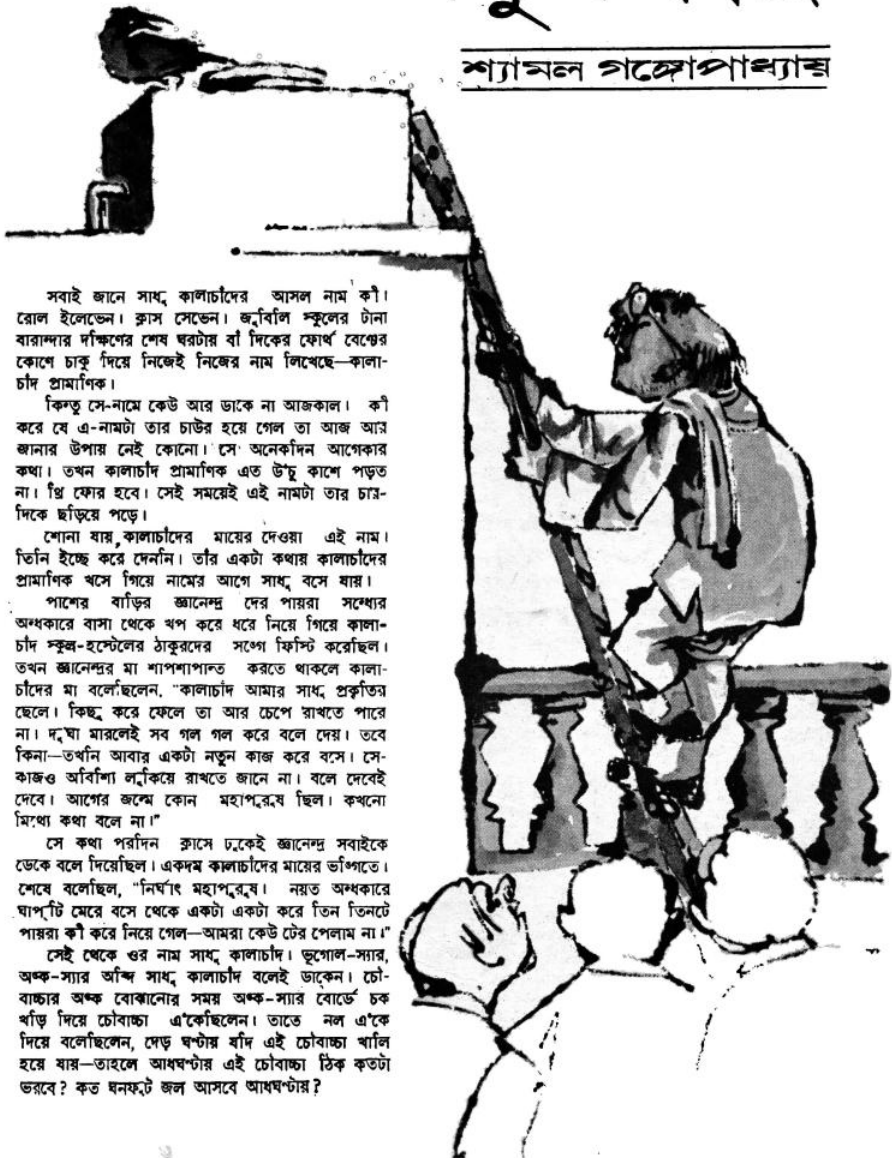 শ্যামল গঙ্গোপাধ্যায়
সবাই জানে সাধু কালাচাঁদের আসল নাম কী।
রোল ইলেভেন। ক্লাস সেভেন। জুবিলি স্কুলের টানা
বারান্দার দক্ষিণের শেষ ঘরটায় বাঁ দিকের ফোর্থ বেঞ্চের
কোণে চাকু দিয়ে নিজেই নিজের নাম লিখেছে—কালা-
চাঁদ প্রামাণিক।
কিন্তু সে-নামে কেউ আর ডাকে না আজকাল। কী
করে যে এ-নামটা তার চাউর হয়ে গেল তা আজ আর
জানার উপায় নেই কোনো। সে অনেকদিন আগেকার
কথা। তখন কালাচাঁদ প্রামাণিক এত উঁচু ক্লাশে পড়ত
না। থ্রি ফোর হবে। সেই সময়েই এই নামটা তার চার-
দিকে ছড়িয়ে পড়ে।
শোনা যায়, কালাচাঁদের মায়ের দেওয়া এই নাম।
তিনি ইচ্ছে করে দেননি। তাঁর একটা কথায় কালাচাঁদের
প্রামাণিক খসে গিয়ে নামের আগে সাধু বসে যায়।
পাশের বাড়ির জ্ঞানেন্দ্র দের পায়রা সন্ধ্যের
অন্ধকারে বাসা থেকে খপ করে ধরে নিয়ে গিয়ে কালা-
চাঁদ স্কুল-হস্টেলের ঠাকুরদের সঙ্গে ফিস্টি করেছিল।
তখন জ্ঞানেন্দ্রর মা শাপশাপান্ত করতে থাকলে কালা-
চাঁদের মা বলেছিলেন, “কালাচাঁদ আমার সাধু প্রকৃতির
ছেলে। কিছু করে ফেলে তা আর চেপে রাখতে পারে
না। দু’ঘা মারলেই সব গল গল করে বলে দেয়। তবে
কিনা—তখনি আবার একটা নতুন কাজ করে বসে। সে-
কাজও অবিশ্যি লুকিয়ে রাখতে জানে না। বলে দেবেই
দেবে। আগের জন্মে কোন মহাপুরুষ ছিল। কখনো
মিথ্যে কথা বলে না।”
সে কথা পরদিন ক্লাসে ঢুকেই জ্ঞানেন্দ্র সবাইকে
ডেকে বলে দিয়েছিল। একদম কালাচাঁদের মায়ের ভঙ্গিতে।
শেষে বলেছিল, “নির্ঘাৎ মহাপুরুষ। নয়ত অন্ধকারে
ঘাপটি মেরে বসে থেকে একটা একটা করে তিন তিনটে
পায়রা কী করে নিয়ে গেল—আমরা কেউ টের পেলাম না।”
সেই থেকে ওর নাম সাধু কালাচাঁদ। ভূগোল-স্যার,
অঙ্ক-স্যার অব্দি সাধু কালাচাঁদ বলেই ডাকেন। চৌ-
বাচ্চার অঙ্ক বোঝানোর সময় অঙ্ক-স্যার বোর্ডে চক
খড়ি দিয়ে চৌবাচ্চা এঁকেছিলেন। তাতে নল এঁকে
দিয়ে বলেছিলেন, দেড় ঘণ্টায় যদি এই চৌবাচ্চা খালি
হয়ে যায়—তাহলে আধঘণ্টায় এই চৌবাচ্চা ঠিক কতটা
ভরবে? কত ঘনফুট জল আসবে আধঘণ্টায়?